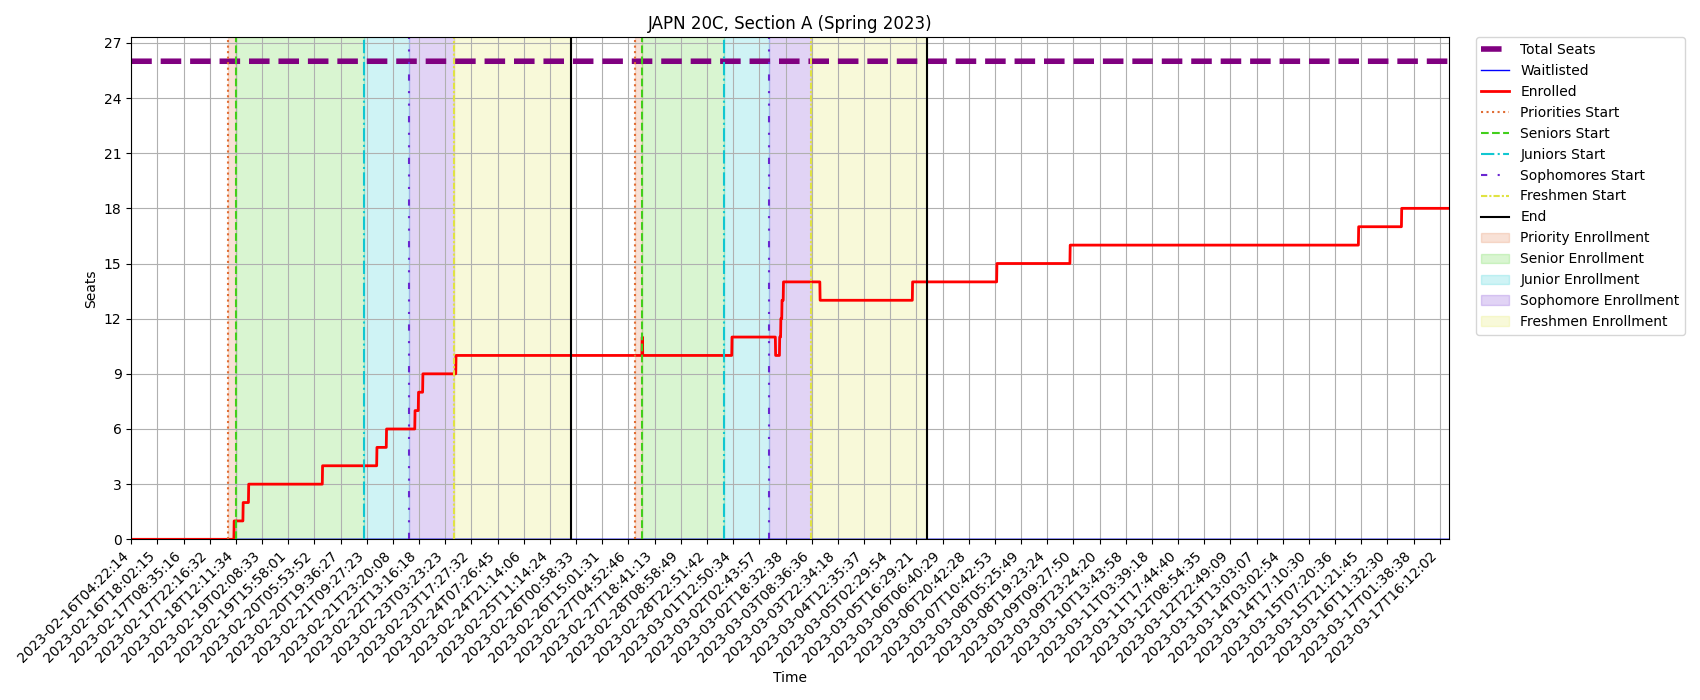 JAPN 20C, Section A (Spring 2023)
Seats
27
24
21
18
15
12
9
6
3
0
2023-02-16T04:22:14
2023-02-16T18:02:15
2023-02-17T08:35:16
2023-02-17T22:16:32
2023-02-18T12:11:34
2023-02-19T02:08:33
2023-02-19T15:58:01
2023-02-20T05:53:52
2023-02-20T19:36:27
2023-02-21T09:27:23
2023-02-21T23:20:08
2023-02-22T13:16:18
2023-02-23T03:23:23
2023-02-23T17:27:32
2023-02-24T07:26:45
2023-02-24T21:14:06
2023-02-25T11:14:24
2023-02-26T00:58:33
2023-02-26T15:01:31
2023-02-27T04:52:46
2023-02-27T18:41:13
2023-02-28T08:58:49
2023-02-28T22:51:42
2023-03-01T12:50:34
2023-03-02T02:43:57
2023-03-02T18:32:38
2023-03-03T08:36:36
2023-03-03T22:34:18
2023-03-04T12:35:37
2023-03-05T02:29:54
2023-03-05T16:29:21
2023-03-06T06:40:29
2023-03-06T20:42:28
2023-03-07T10:42:53
2023-03-08T05:25:49
2023-03-08T19:23:24
2023-03-09T09:27:50
2023-03-09T23:24:20
2023-03-10T13:43:58
2023-03-11T03:39:18
2023-03-11T17:44:40
2023-03-12T08:54:35
2023-03-12T22:49:09
2023-03-13T13:03:07
2023-03-14T03:02:54
2023-03-14T17:10:30
2023-03-15T07:20:36
2023-03-15T21:21:45
2023-03-16T11:32:30
2023-03-17T01:38:38
2023-03-17T16:12:02
Time
Total Seats
Waitlisted
Enrolled
Priorities Start
Seniors Start
Juniors Start
Sophomores Start
Freshmen Start
End
Priority Enrollment
Senior Enrollment
Junior Enrollment
Sophomore Enrollment
Freshmen Enrollment